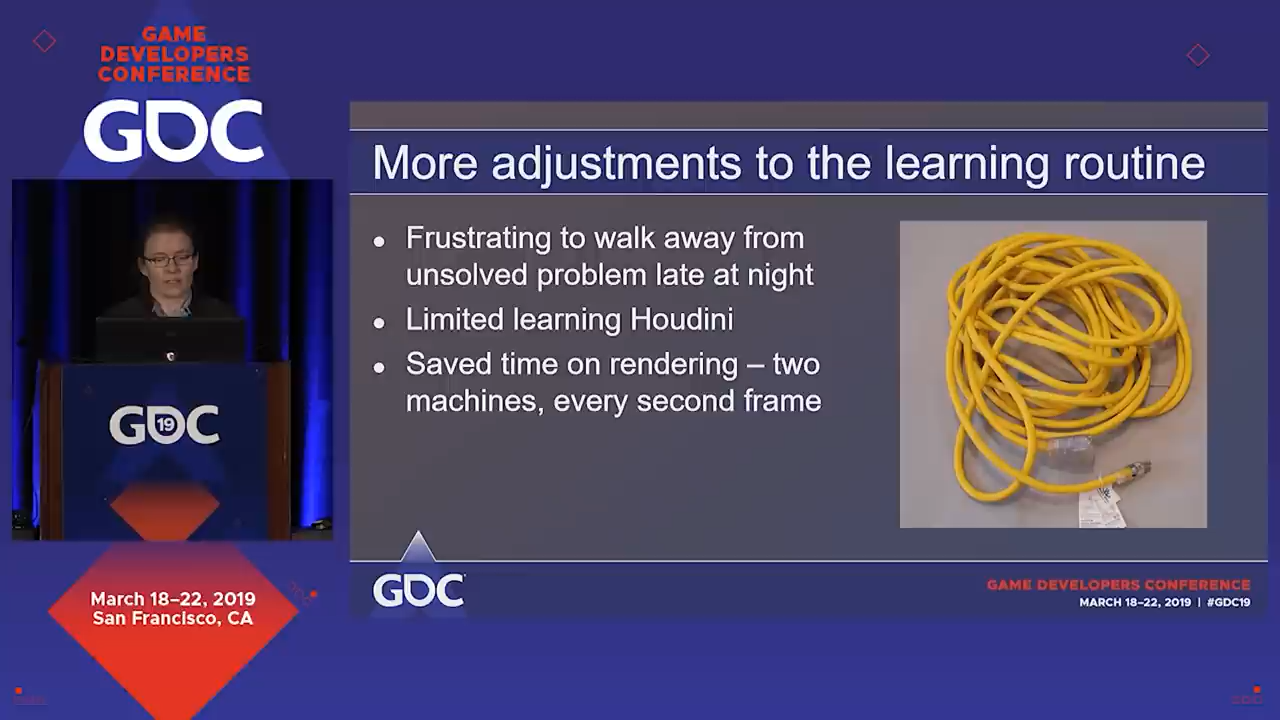 GAME
DEVELOPERS
CONFERENCE
GDC
GDC
19
March 18–22, 2019
San Francisco, CA
More adjustments to the learning routine
• Frustrating to walk away from
unsolved problem late at night
• Limited learning Houdini
• Saved time on rendering – two
machines, every second frame
GDC
GAME DEVELOPERS CONFERENCE
MARCH 18–22, 2019 | #GDC19